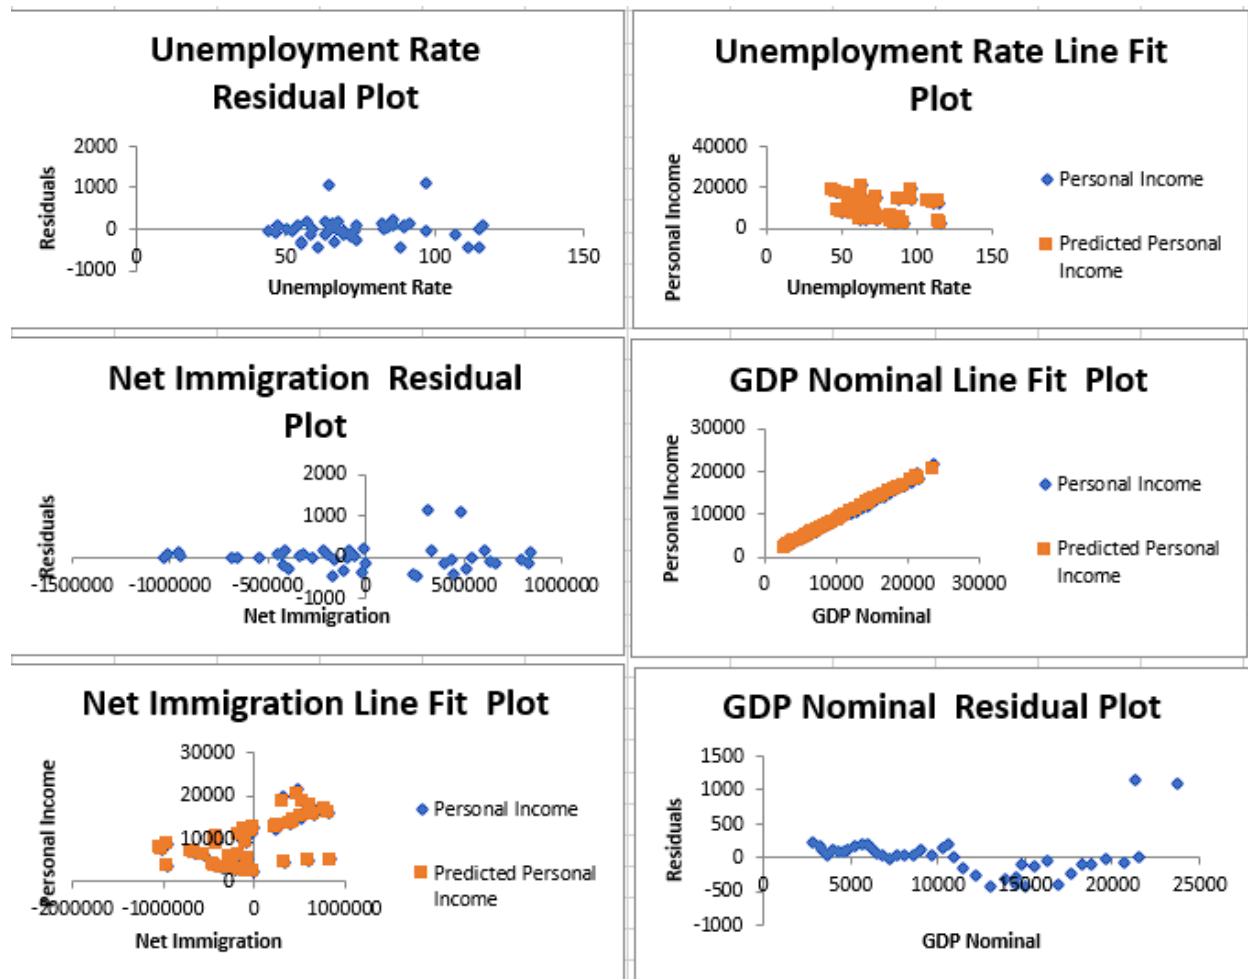 Unemployment Rate
Residual Plot
2000
1000
0
-1000
0
50
100
150
Residuals
Unemployment Rate
Unemployment Rate Line Fit
Plot
40000
20000
0
0
50
100
150
Personal Income
Unemployment Rate
Personal Income
Predicted Personal
Income
Net Immigration Residual
Plot
2000
1000
0
-1000
-1500000
-1000000
-500000
0
500000
1000000
Residuals
Net Immigration
GDP Nominal Line Fit Plot
30000
20000
10000
0
0
10000
20000
30000
Personal Income
GDP Nominal
Personal Income
Predicted Personal
Income
Net Immigration Line Fit Plot
30000
20000
10000
0
-2000000
-1000000
0
1000000
Personal Income
Net Immigration
Personal Income
Predicted Personal
Income
GDP Nominal Residual Plot
1500
1000
500
0
-500
-1000
0
5000
10000
15000
20000
25000
Residuals
GDP Nominal